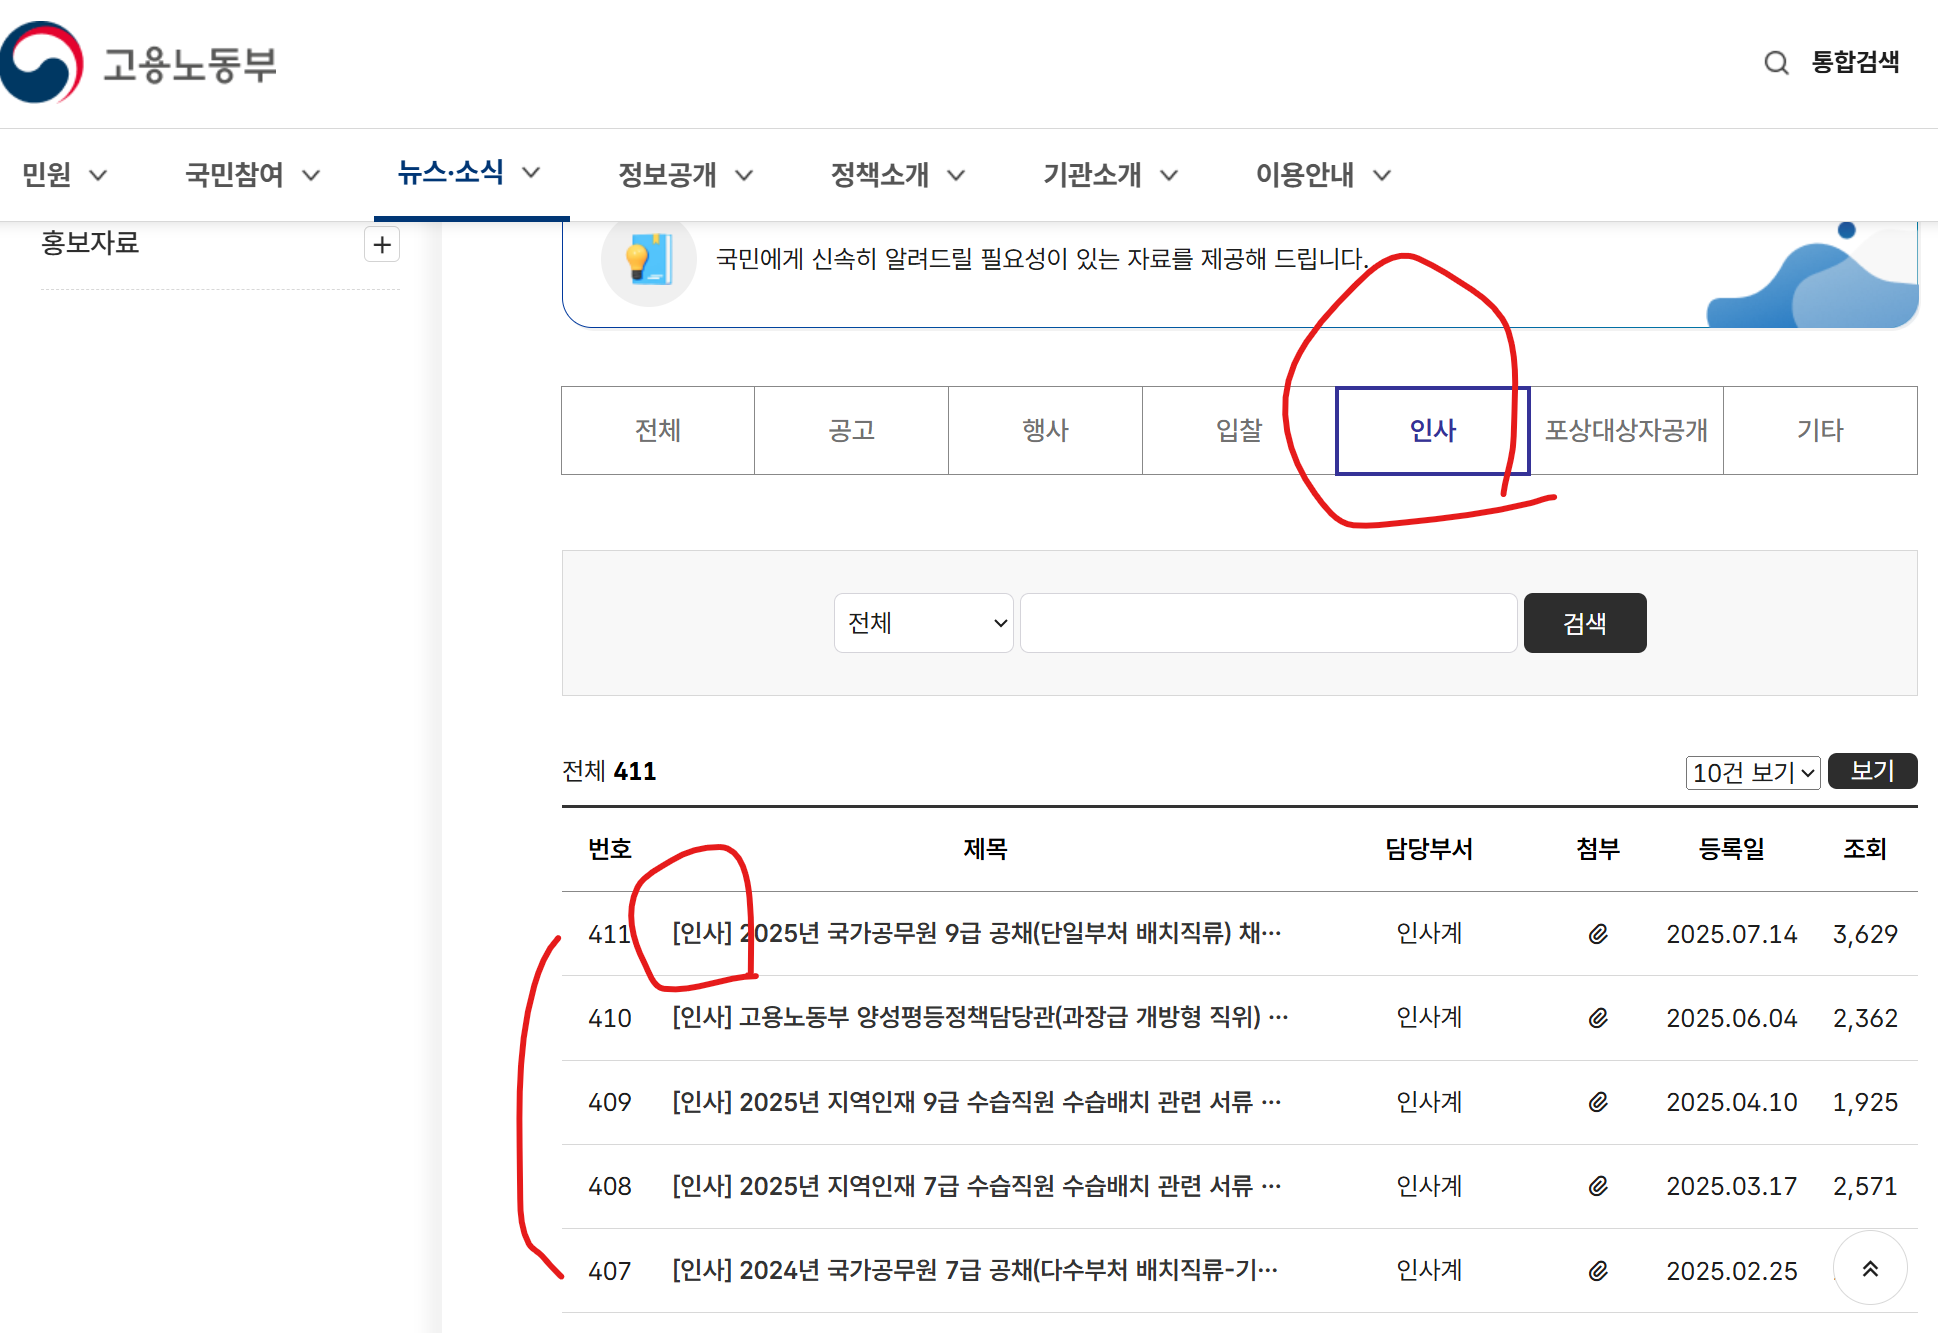 고용노동부
통합검색
민원 국민참여 뉴스·소식 정보공개 정책소개 기관소개 이용안내
홍보자료
국민에게 신속히 알려드릴 필요성이 있는 자료를 제공해 드립니다.
전체 공고 행사 입찰 인사 포상대상자공개 기타
전체 검색
전체 411
10건 보기 보기
번호 제목 담당부서 첨부 등록일 조회
411 [인사] 2025년 국가공무원 9급 공채(단일부처 배치직류) 채… 인사계 2025.07.14 3,629
410 [인사] 고용노동부 양성평등정책담당관(과장급 개방형 직위) … 인사계 2025.06.04 2,362
409 [인사] 2025년 지역인재 9급 수습직원 수습배치 관련 서류 … 인사계 2025.04.10 1,925
408 [인사] 2025년 지역인재 7급 수습직원 수습배치 관련 서류 … 인사계 2025.03.17 2,571
407 [인사] 2024년 국가공무원 7급 공채(다수부처 배치직류-기… 인사계 2025.02.25